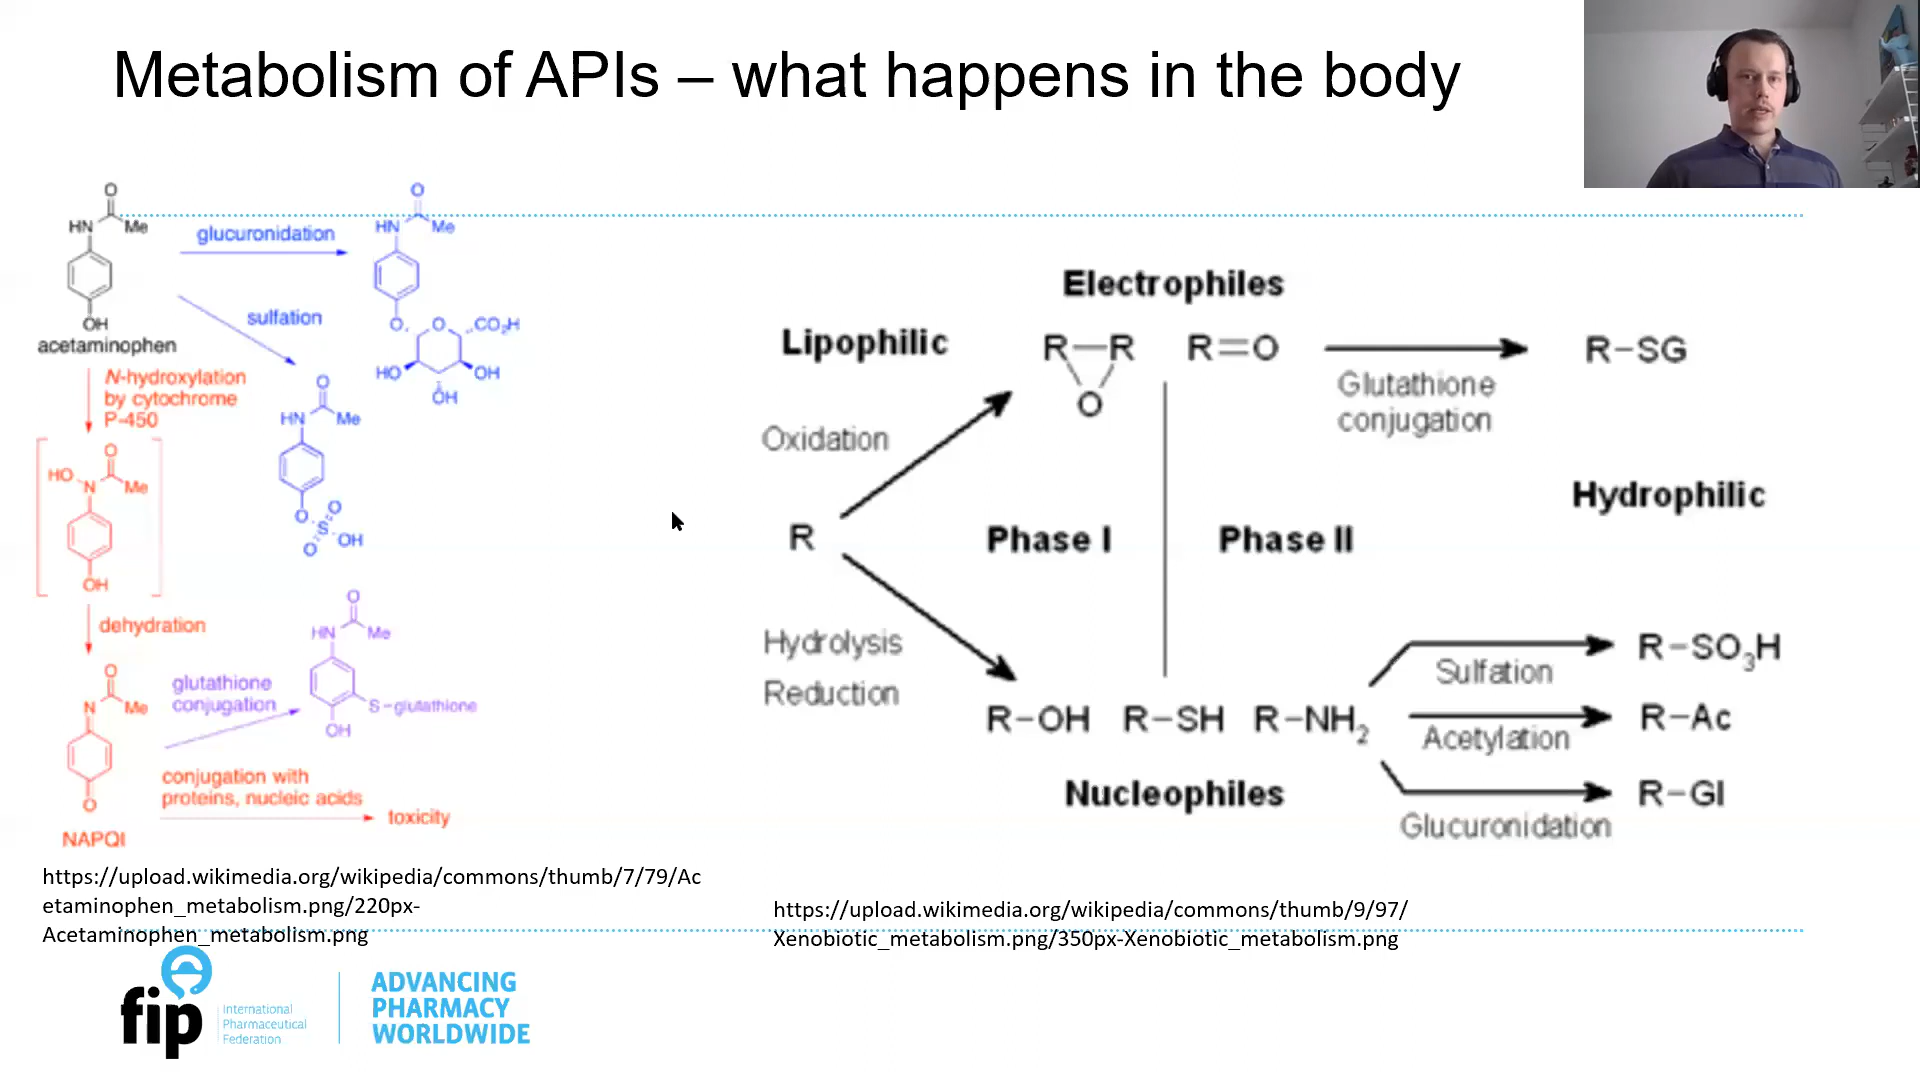 Metabolism of APIs – what happens in the body
O
HN
Me
OH
acetaminophen
glucuronidation
O
HN
Me
O
O
CO₂H
HO
OH
OH
sulfation
O
HN
Me
O
O
S
O
OH
N-hydroxylation
by cytochrome
P-450
O
HO
N
Me
OH
dehydration
O
N
Me
O
NAPQI
glutathione
conjugation
O
HN
Me
S–glutathione
OH
conjugation with
proteins, nucleic acids
toxicity
Electrophiles
Lipophilic
R—R
O
R=O
Glutathione
conjugation
R–SG
Oxidation
Hydrophilic
R
Phase I
Phase II
Hydrolysis
Reduction
R–OH R–SH R–NH₂
Nucleophiles
Sulfation
R–SO₃H
Acetylation
R–Ac
Glucuronidation
R–Gl
https://upload.wikimedia.org/wikipedia/commons/thumb/7/79/Ac
etaminophen_metabolism.png/220px-
Acetaminophen_metabolism.png
https://upload.wikimedia.org/wikipedia/commons/thumb/9/97/
Xenobiotic_metabolism.png/350px-Xenobiotic_metabolism.png
fip
International
Pharmaceutical
Federation
ADVANCING
PHARMACY
WORLDWIDE